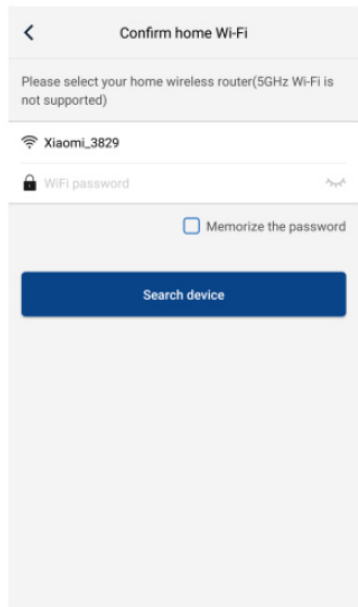 Confirm home Wi-Fi
Please select your home wireless router(5GHz Wi-Fi is
not supported)
Xiaomi_3829
WiFi password
Memorize the password
Search device